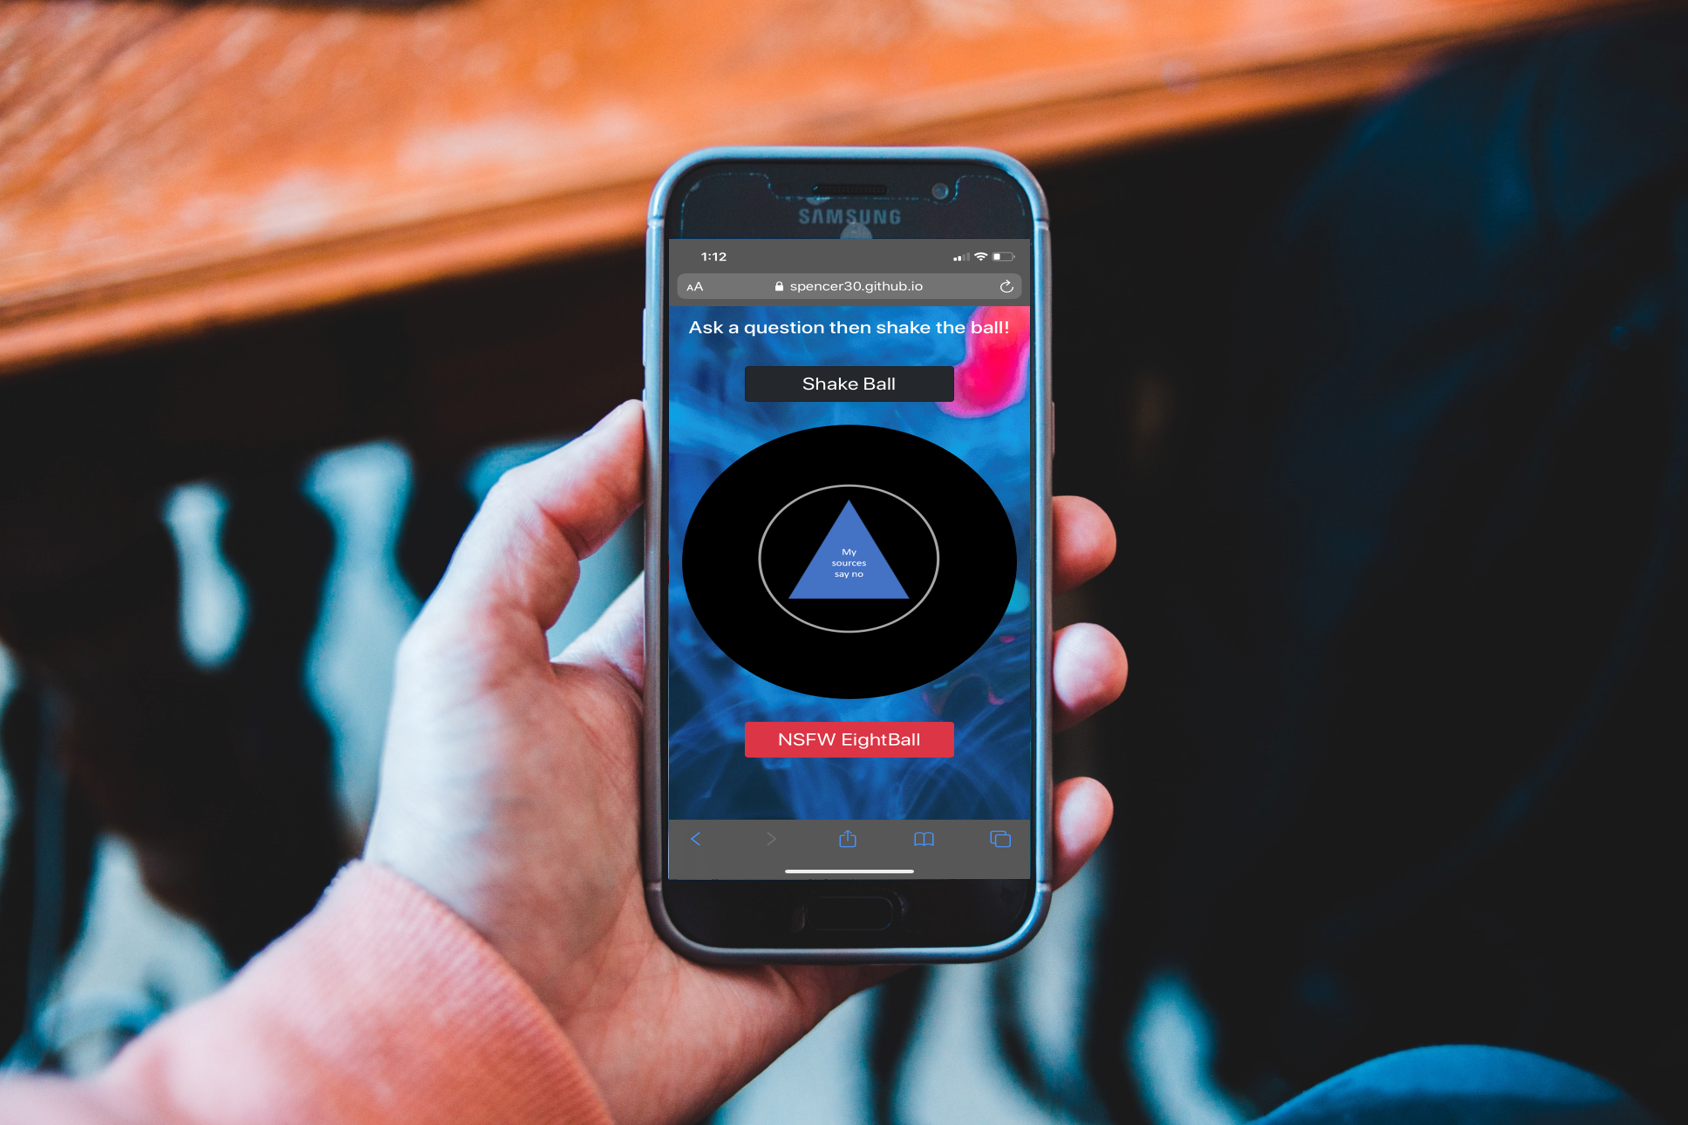 SAMSUNG
1:12
AA spencer30.github.io
Ask a question then shake the ball!
Shake Ball
My
sources
say no
NSFW EightBall